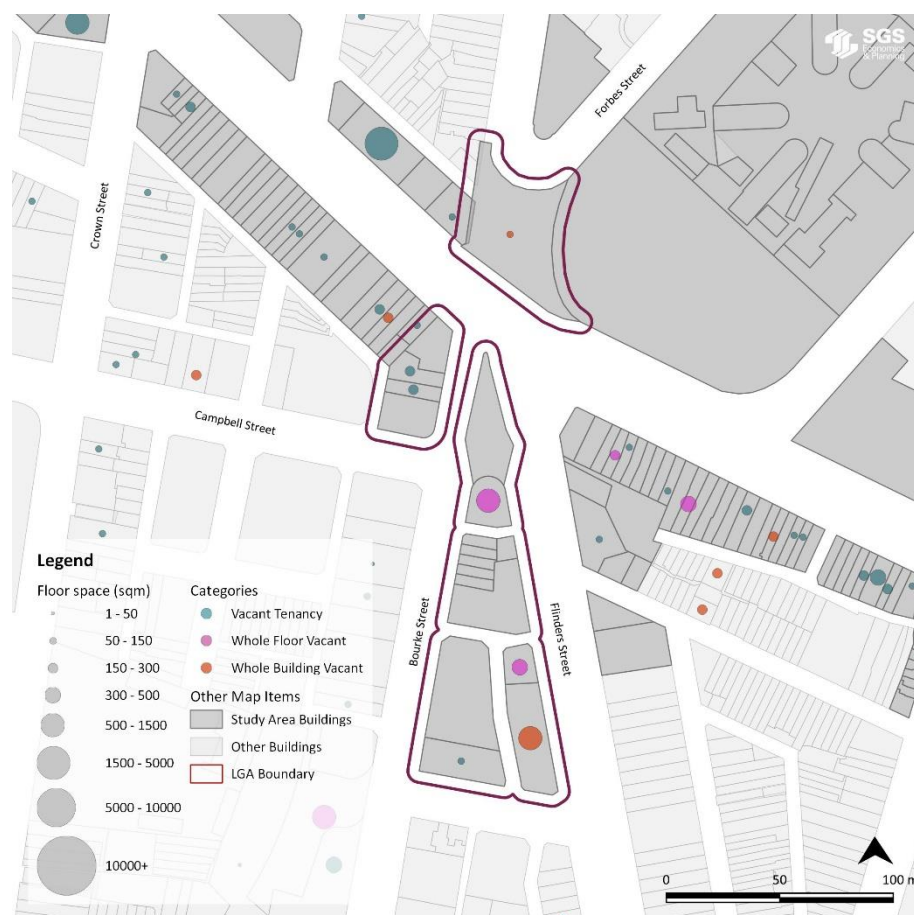 SGS
Economics
& Planning
Forbes Street
Crown Street
Campbell Street
Bourke Street
Flinders Street
Legend
Floor space (sqm)
1 - 50
50 - 150
150 - 300
300 - 500
500 - 1500
1500 - 5000
5000 - 10000
10000+
Categories
Vacant Tenancy
Whole Floor Vacant
Whole Building Vacant
Other Map Items
Study Area Buildings
Other Buildings
LGA Boundary
0 50 100 m